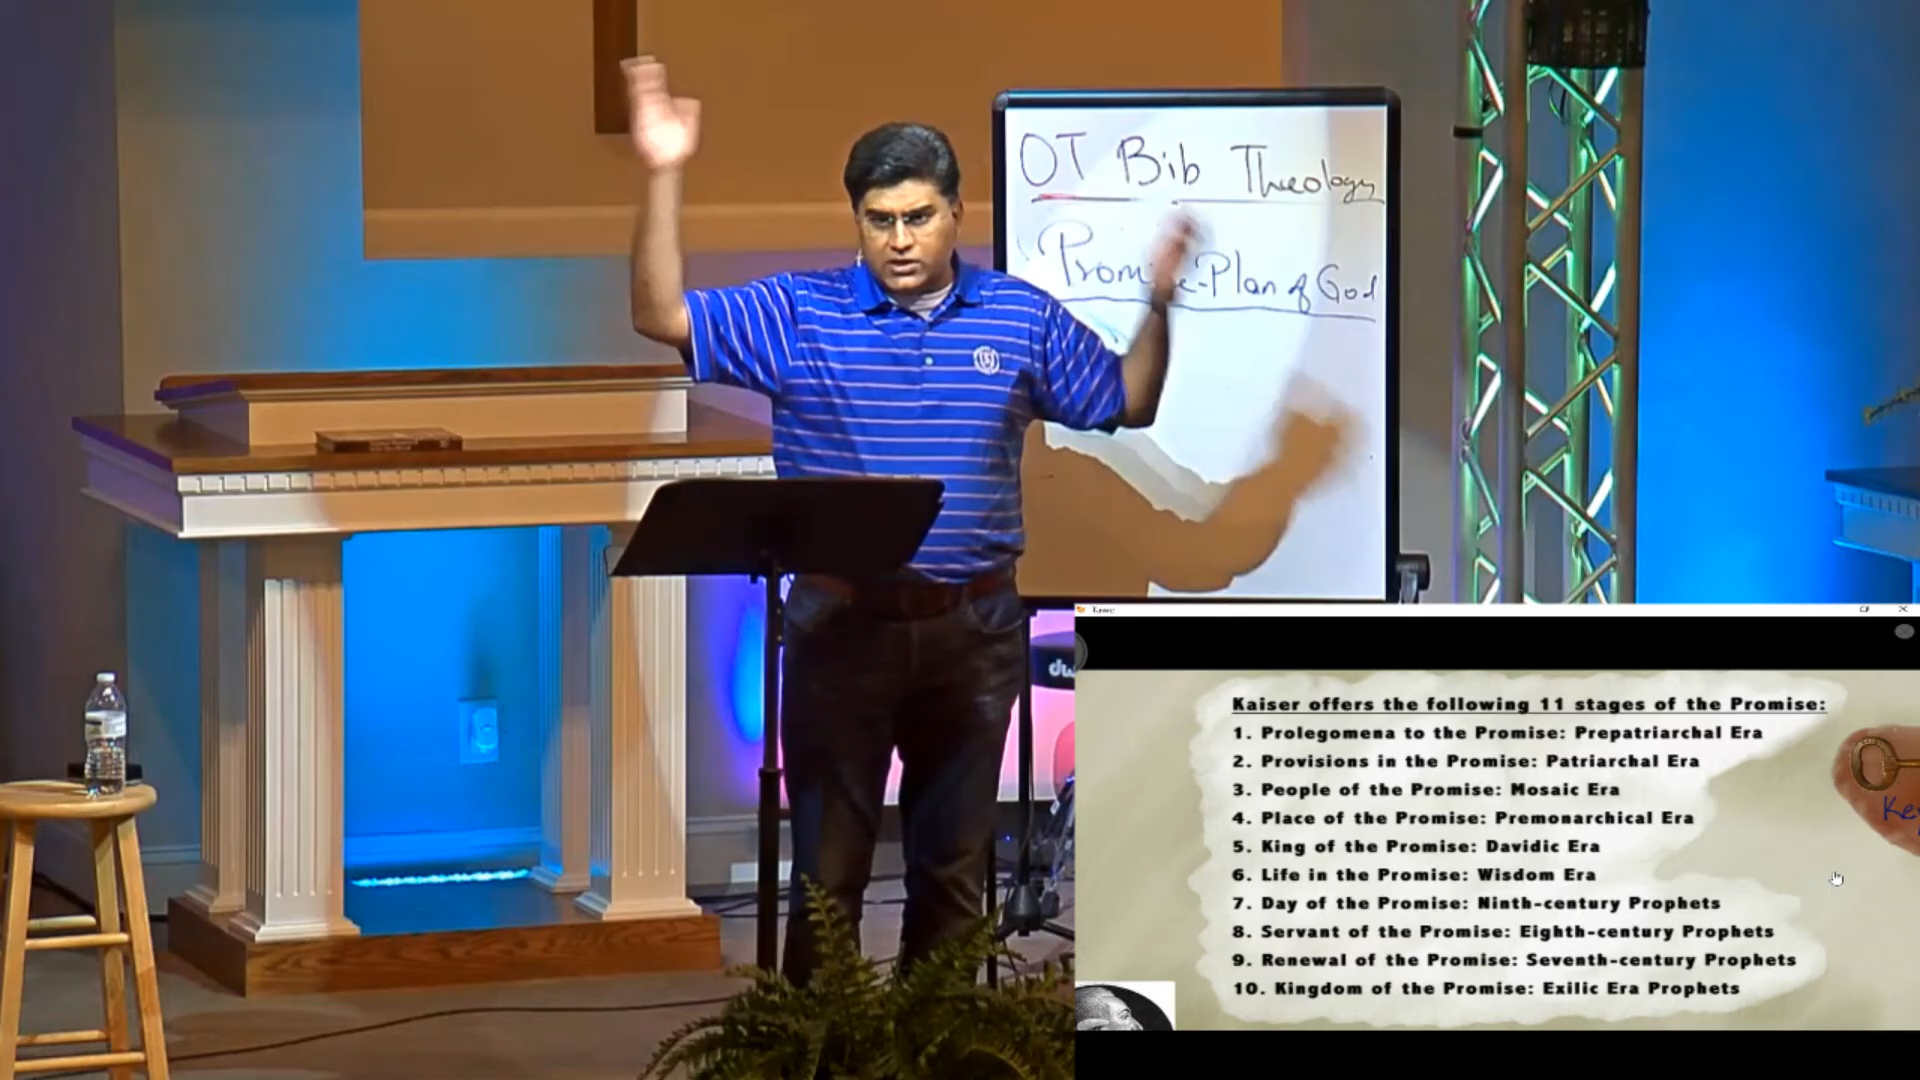 OT Bib Theology
Promise-Plan of God
dw
Kaiser offers the following 11 stages of the Promise:
1. Prolegomena to the Promise: Prepatriarchal Era
2. Provisions in the Promise: Patriarchal Era
3. People of the Promise: Mosaic Era
4. Place of the Promise: Premonarchical Era
5. King of the Promise: Davidic Era
6. Life in the Promise: Wisdom Era
7. Day of the Promise: Ninth-century Prophets
8. Servant of the Promise: Eighth-century Prophets
9. Renewal of the Promise: Seventh-century Prophets
10. Kingdom of the Promise: Exilic Era Prophets
Key